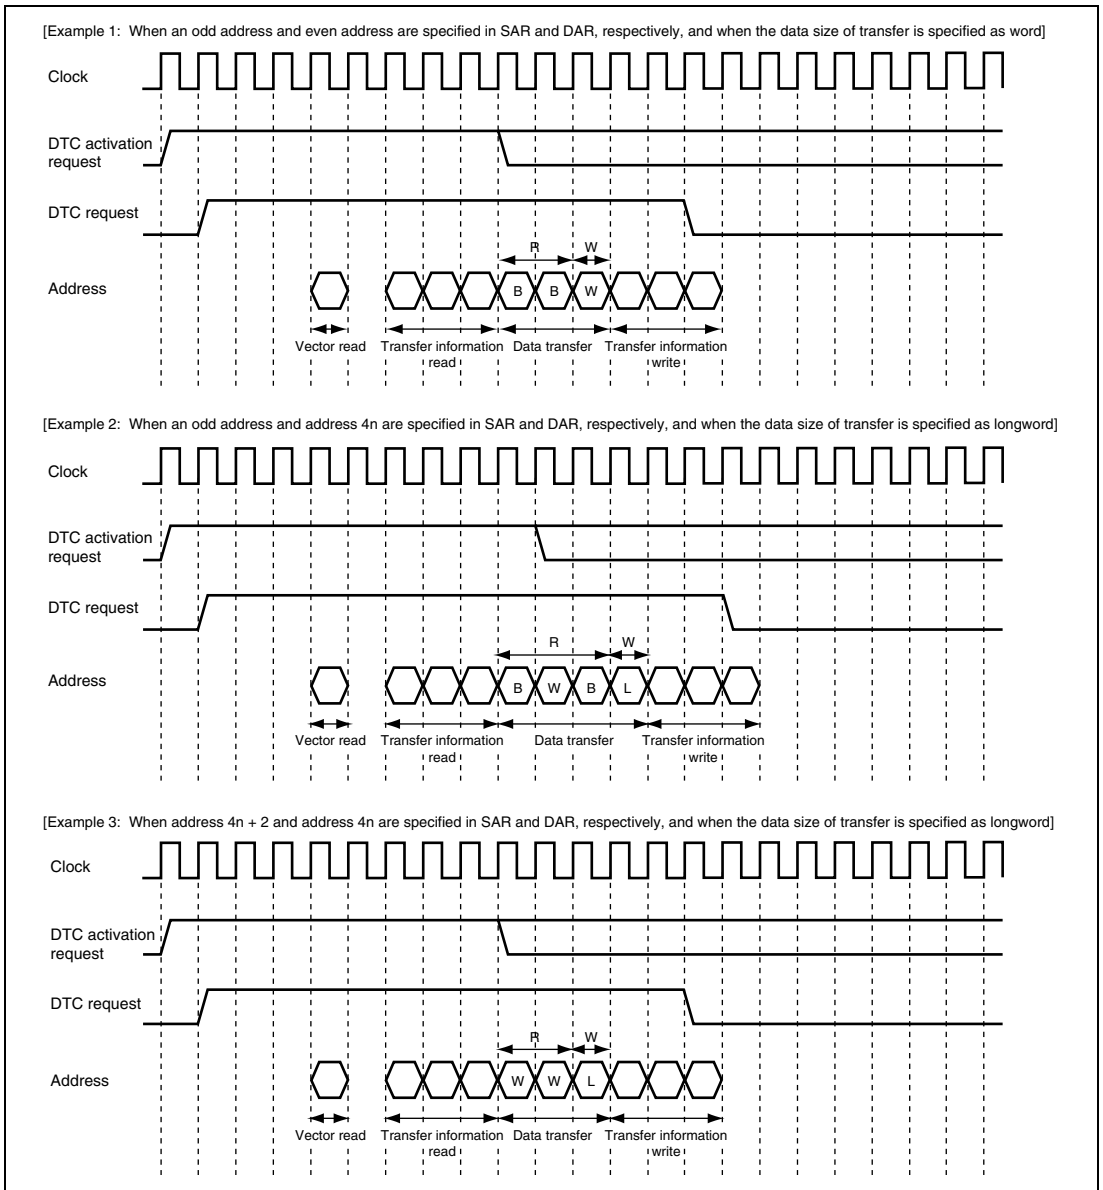 [Example 1: When an odd address and even address are specified in SAR and DAR, respectively, and when the data size of transfer is specified as word]
Clock
DTC activation
request
DTC request
R W
Address
B B W
Vector read Transfer information Data transfer Transfer information
read write
[Example 2: When an odd address and address 4n are specified in SAR and DAR, respectively, and when the data size of transfer is specified as longword]
Clock
DTC activation
request
DTC request
R W
Address
B W B L
Vector read Transfer information Data transfer Transfer information
read write
[Example 3: When address 4n + 2 and address 4n are specified in SAR and DAR, respectively, and when the data size of transfer is specified as longword]
Clock
DTC activation
request
DTC request
R W
Address
W W L
Vector read Transfer information Data transfer Transfer information
read write